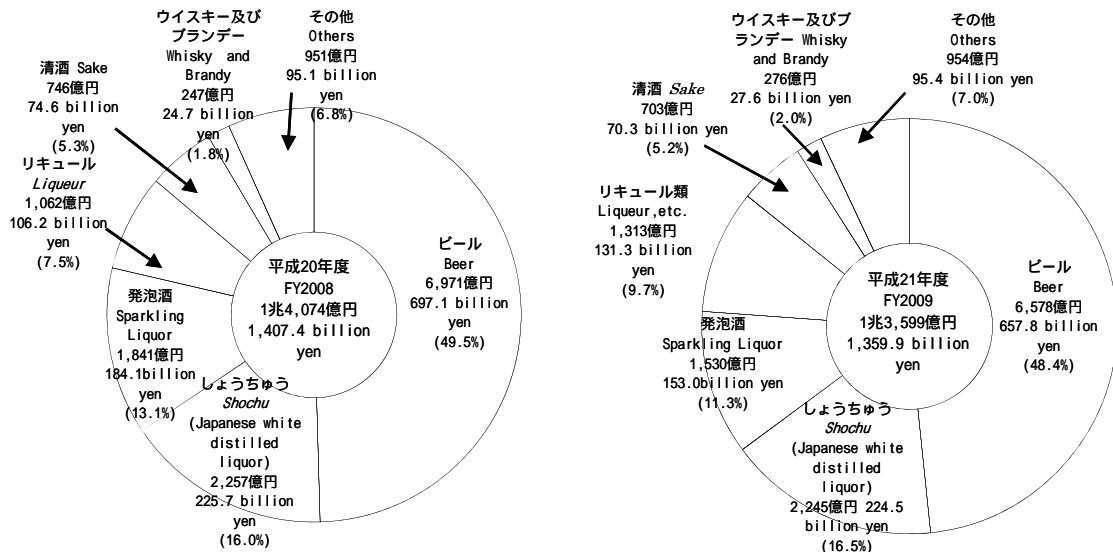 ウイスキー及び
ブランデー
Whisky and
Brandy
247億円
24.7 billion
yen
(1.8%)
その他
Others
951億円
95.1 billion
yen
(6.8%)
清酒 Sake
746億円
74.6 billion
yen
(5.3%)
リキュール
Liqueur
1,062億円
106.2 billion
yen
(7.5%)
ビール
Beer
6,971億円
697.1 billion
yen
(49.5%)
平成20年度
FY2008
1兆4,074億円
1,407.4 billion
yen
発泡酒
Sparkling
Liquor
1,841億円
184.1billion
yen
(13.1%)
しょうちゅう
Shochu
(Japanese white
distilled
liquor)
2,257億円
225.7 billion
yen
(16.0%)
ウイスキー及びブ
ランデー Whisky
and Brandy
276億円
27.6 billion yen
(2.0%)
その他
Others
954億円
95.4 billion yen
(7.0%)
清酒 Sake
703億円
70.3 billion yen
(5.2%)
リキュール類
Liqueur,etc.
1,313億円
131.3 billion
yen
(9.7%)
ビール
Beer
6,578億円
657.8 billion
yen
(48.4%)
平成21年度
FY2009
1兆3,599億円
1,359.9 billion
yen
発泡酒
Sparkling Liquor
1,530億円
153.0billion yen
(11.3%)
しょうちゅう
Shochu
(Japanese white
distilled
liquor)
2,245億円 224.5
billion yen
(16.5%)